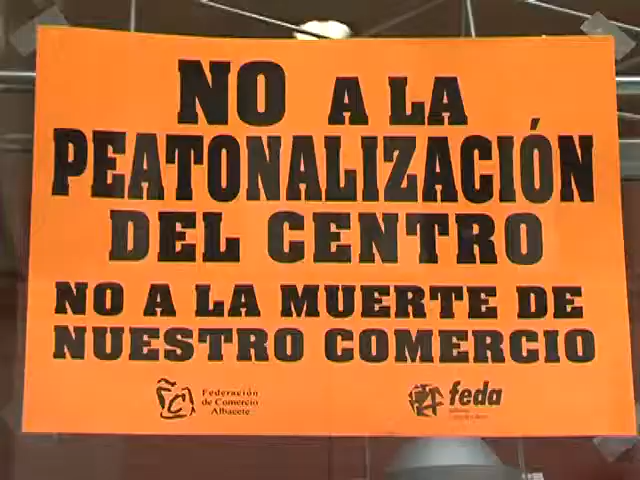 NO A LA
PEATONALIZACIÓN
DEL CENTRO
NO A LA MUERTE DE
NUESTRO COMERCIO
Federación
de Comercio
Albacete
feda